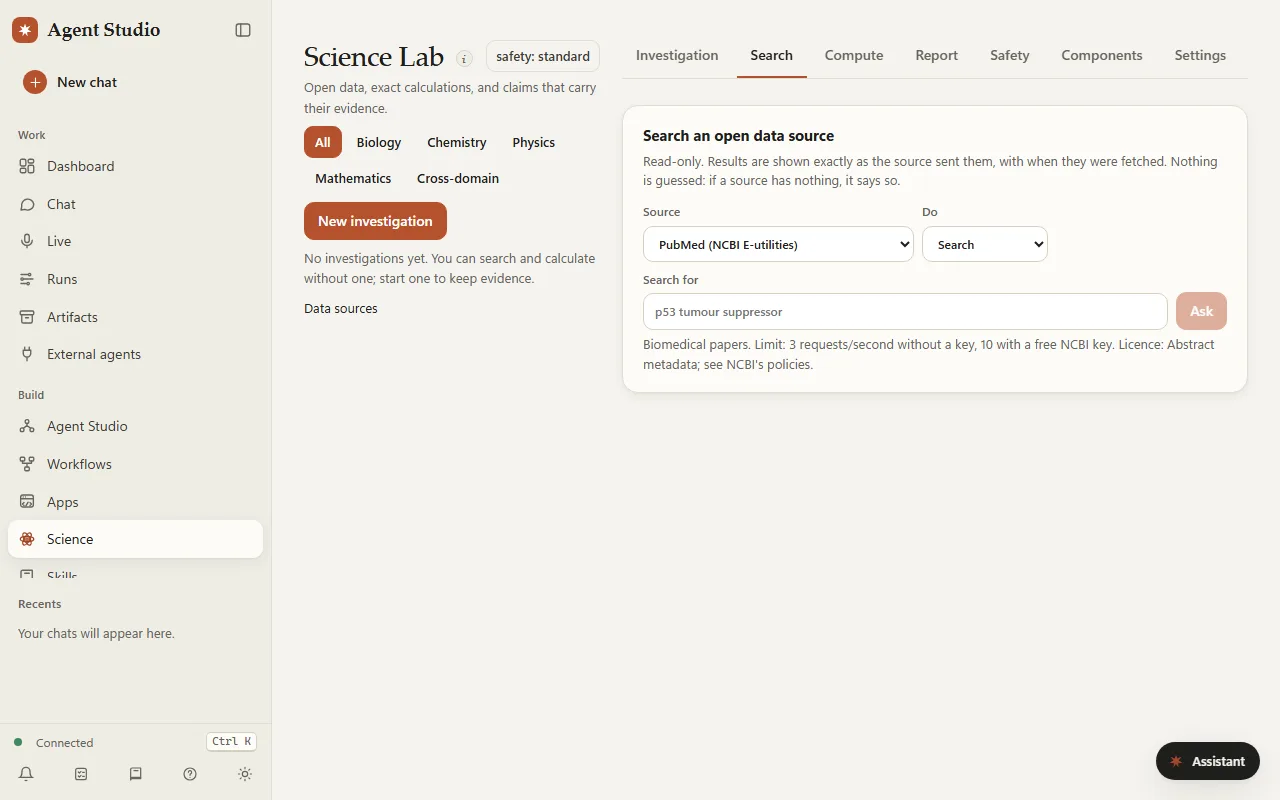 Agent Studio
New chat
Work
Dashboard
Chat
Live
Runs
Artifacts
External agents
Build
Agent Studio
Workflows
Apps
Science
Skills
Recents
Your chats will appear here.
Connected
Ctrl K
Science Lab
i
safety: standard
Open data, exact calculations, and claims that carry
their evidence.
All
Biology
Chemistry
Physics
Mathematics
Cross-domain
New investigation
No investigations yet. You can search and calculate
without one; start one to keep evidence.
Data sources
Investigation
Search
Compute
Report
Safety
Components
Settings
Search an open data source
Read-only. Results are shown exactly as the source sent them, with when they were fetched. Nothing
is guessed: if a source has nothing, it says so.
Source
Do
PubMed (NCBI E-utilities)
Search
Search for
p53 tumour suppressor
Ask
Biomedical papers. Limit: 3 requests/second without a key, 10 with a free NCBI key. Licence: Abstract
metadata; see NCBI's policies.
Assistant